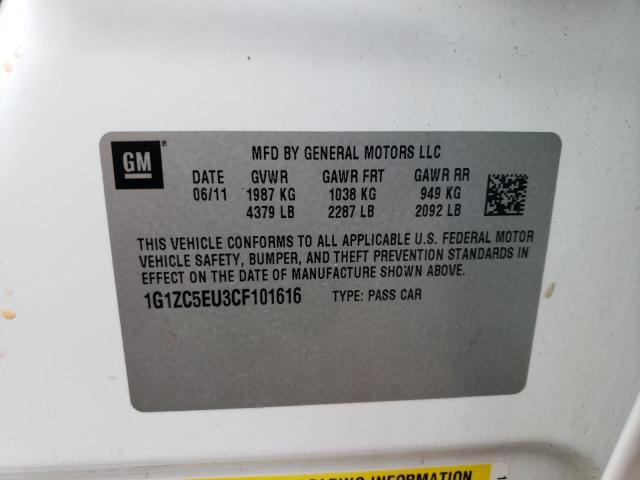 GM
MFD BY GENERAL MOTORS LLC
DATE GVWR GAWR FRT GAWR RR
06/11 1987 KG 1038 KG 949 KG
4379 LB 2287 LB 2092 LB
THIS VEHICLE CONFORMS TO ALL APPLICABLE U.S. FEDERAL MOTOR
VEHICLE SAFETY, BUMPER, AND THEFT PREVENTION STANDARDS IN
EFFECT ON THE DATE OF MANUFACTURE SHOWN ABOVE.
1G1ZC5EU3CF101616 TYPE: PASS CAR
INFORMATION